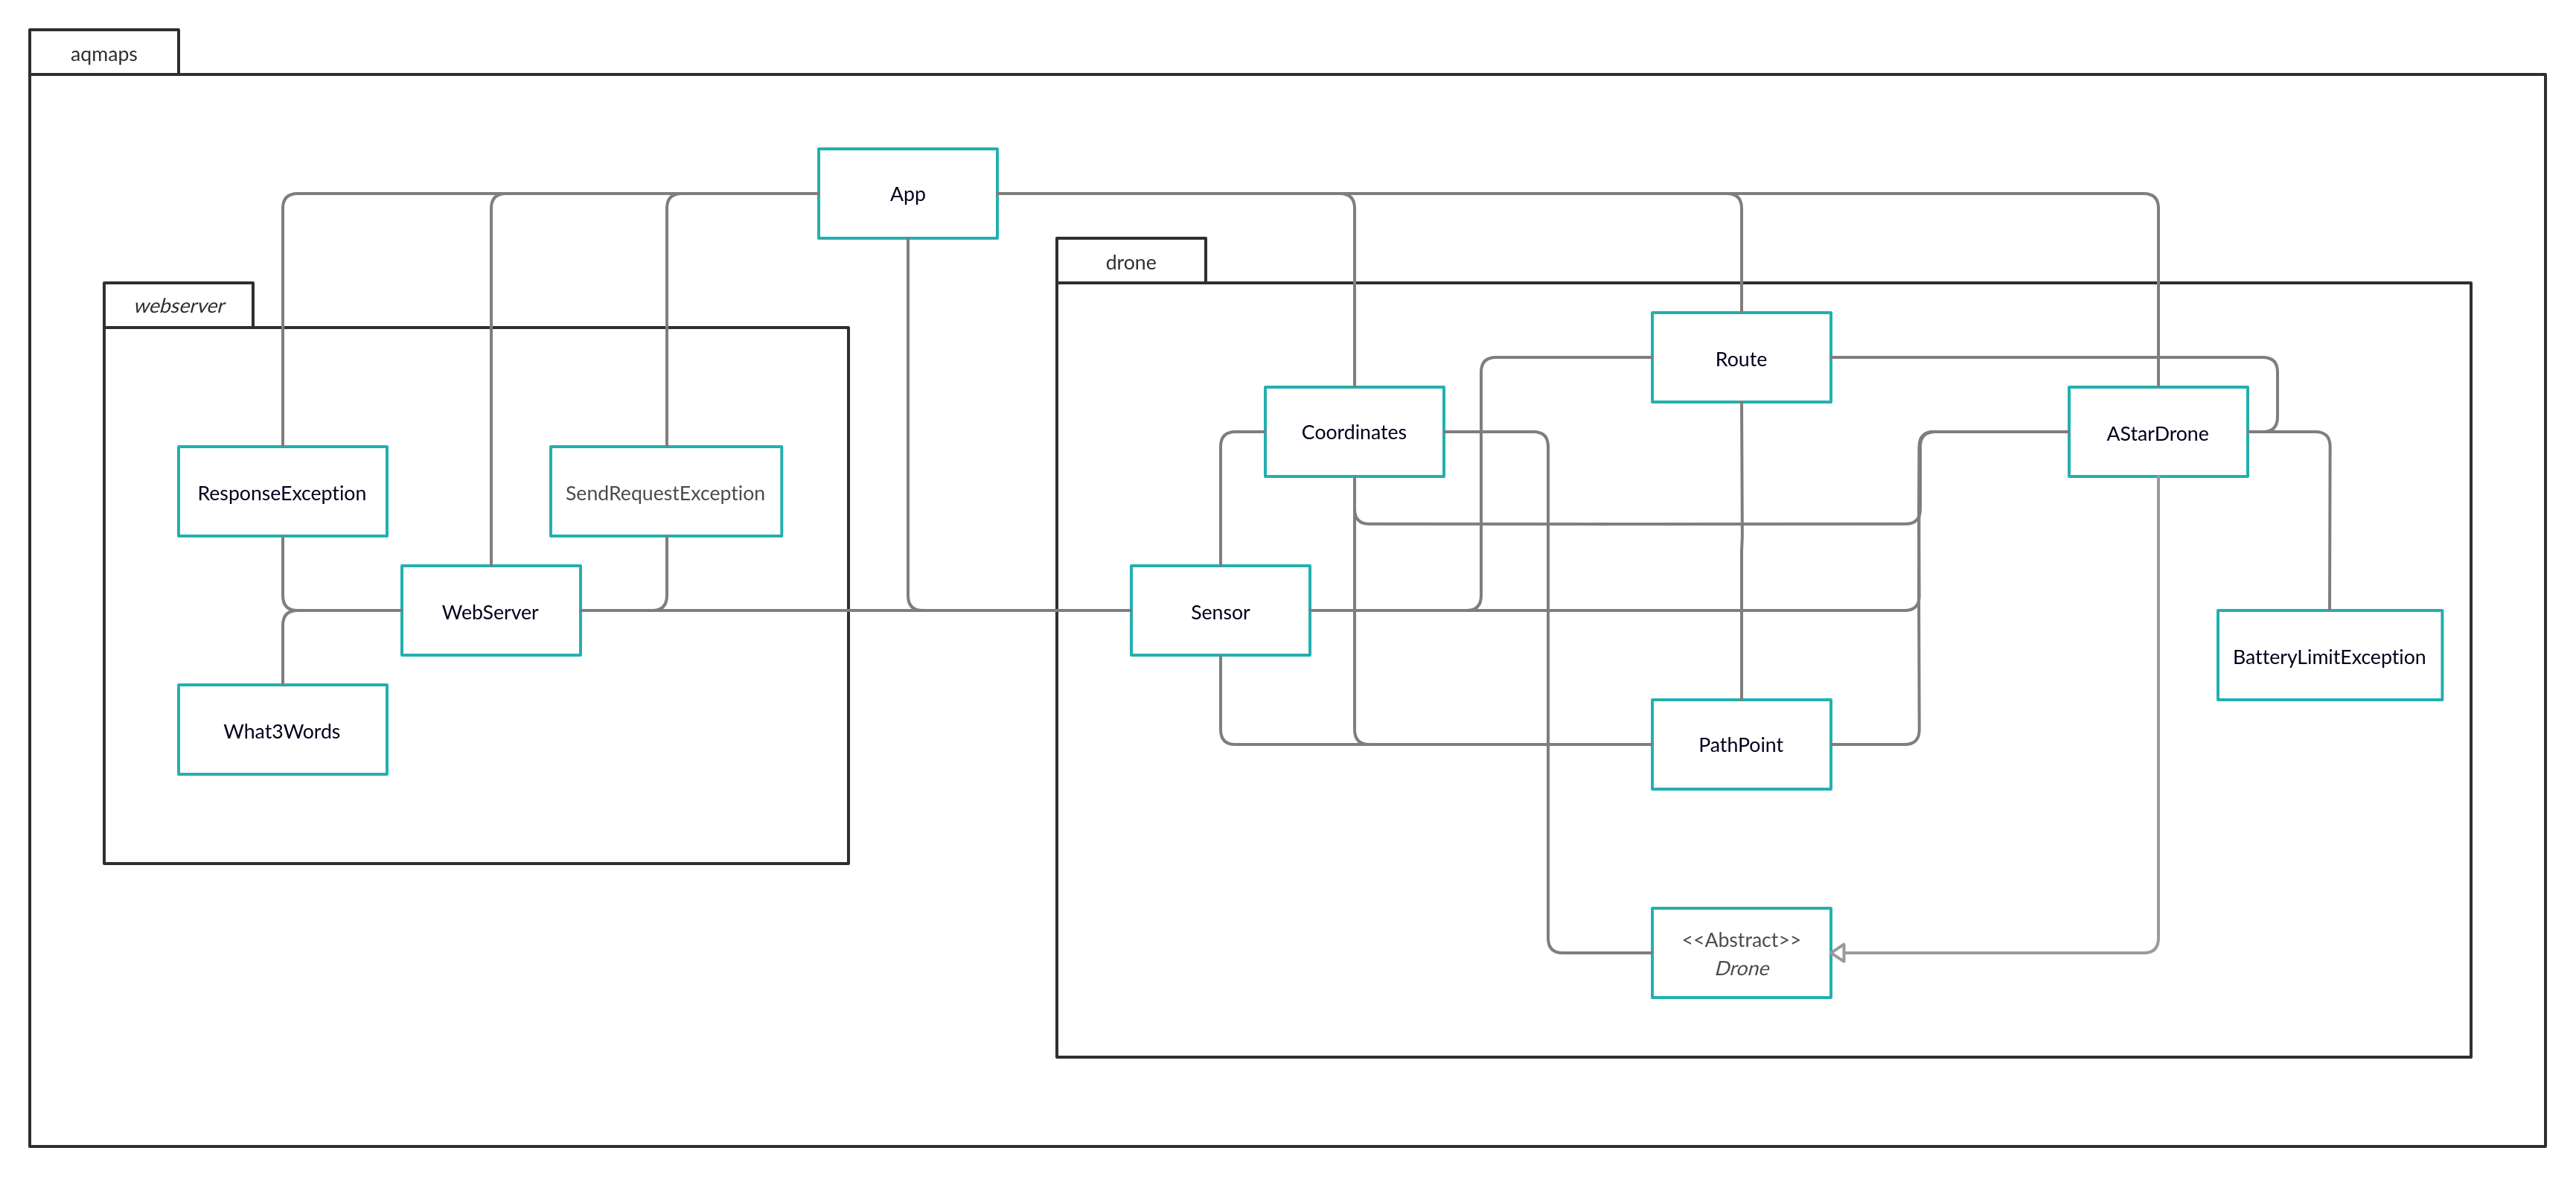 aqmaps
App
drone
webserver
Route
Coordinates
AStarDrone
ResponseException
SendRequestException
WebServer
Sensor
BatteryLimitException
What3Words
PathPoint
<<Abstract>>
Drone